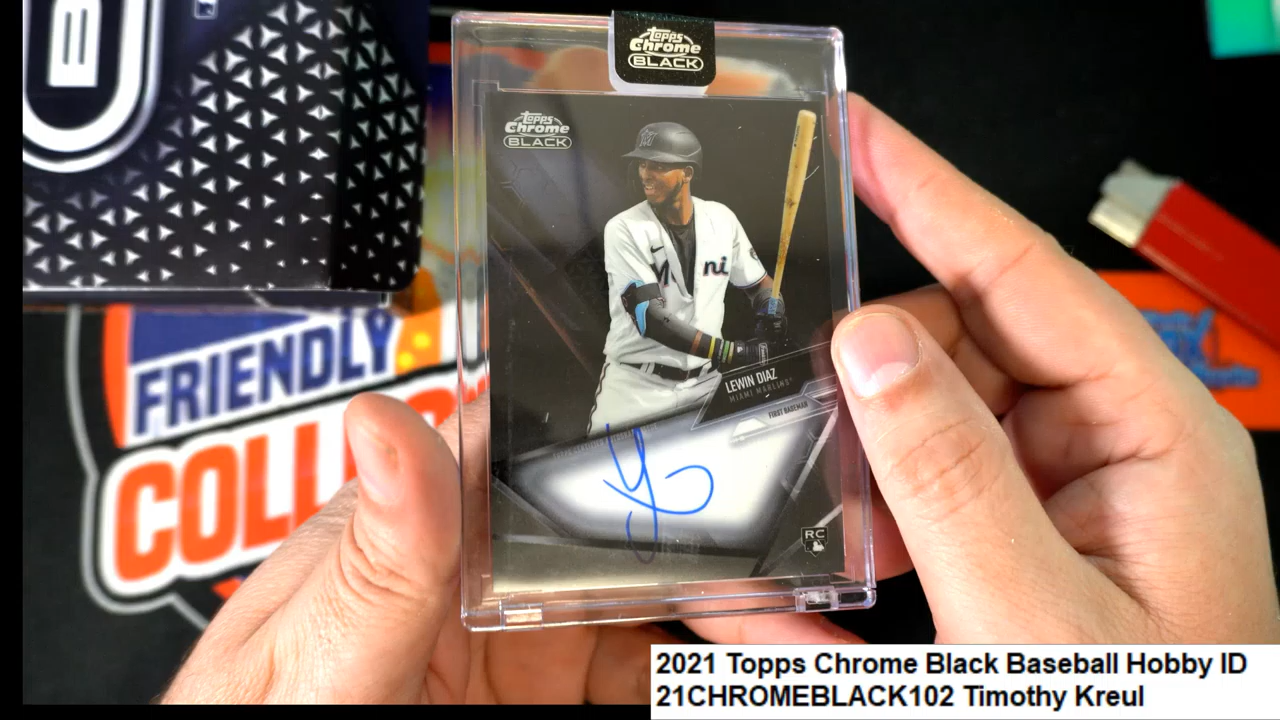 B
Topps
Chrome
BLACK
Topps
Chrome
BLACK
M
M ni
LEWIN DIAZ
MIAMI MARLINS
FIRST BASEMAN
RC
FRIENDLY
2021 Topps Chrome Black Baseball Hobby ID
21CHROMEBLACK102 Timothy Kreul